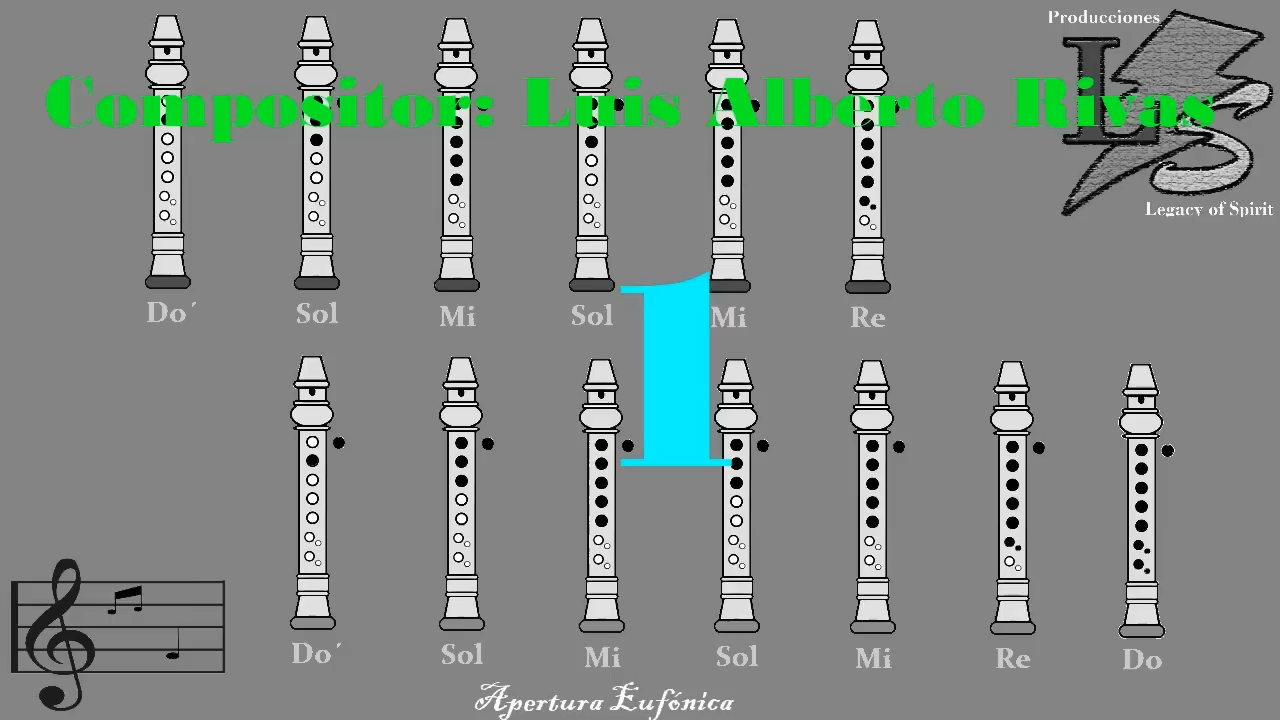 Producciones
Compositor: Luis Alberto Rivas
LS
Legacy of Spirit
Do´ Sol Mi Sol Mi Re
1
Do´ Sol Mi Sol Mi Re Do
Apertura Eufónica